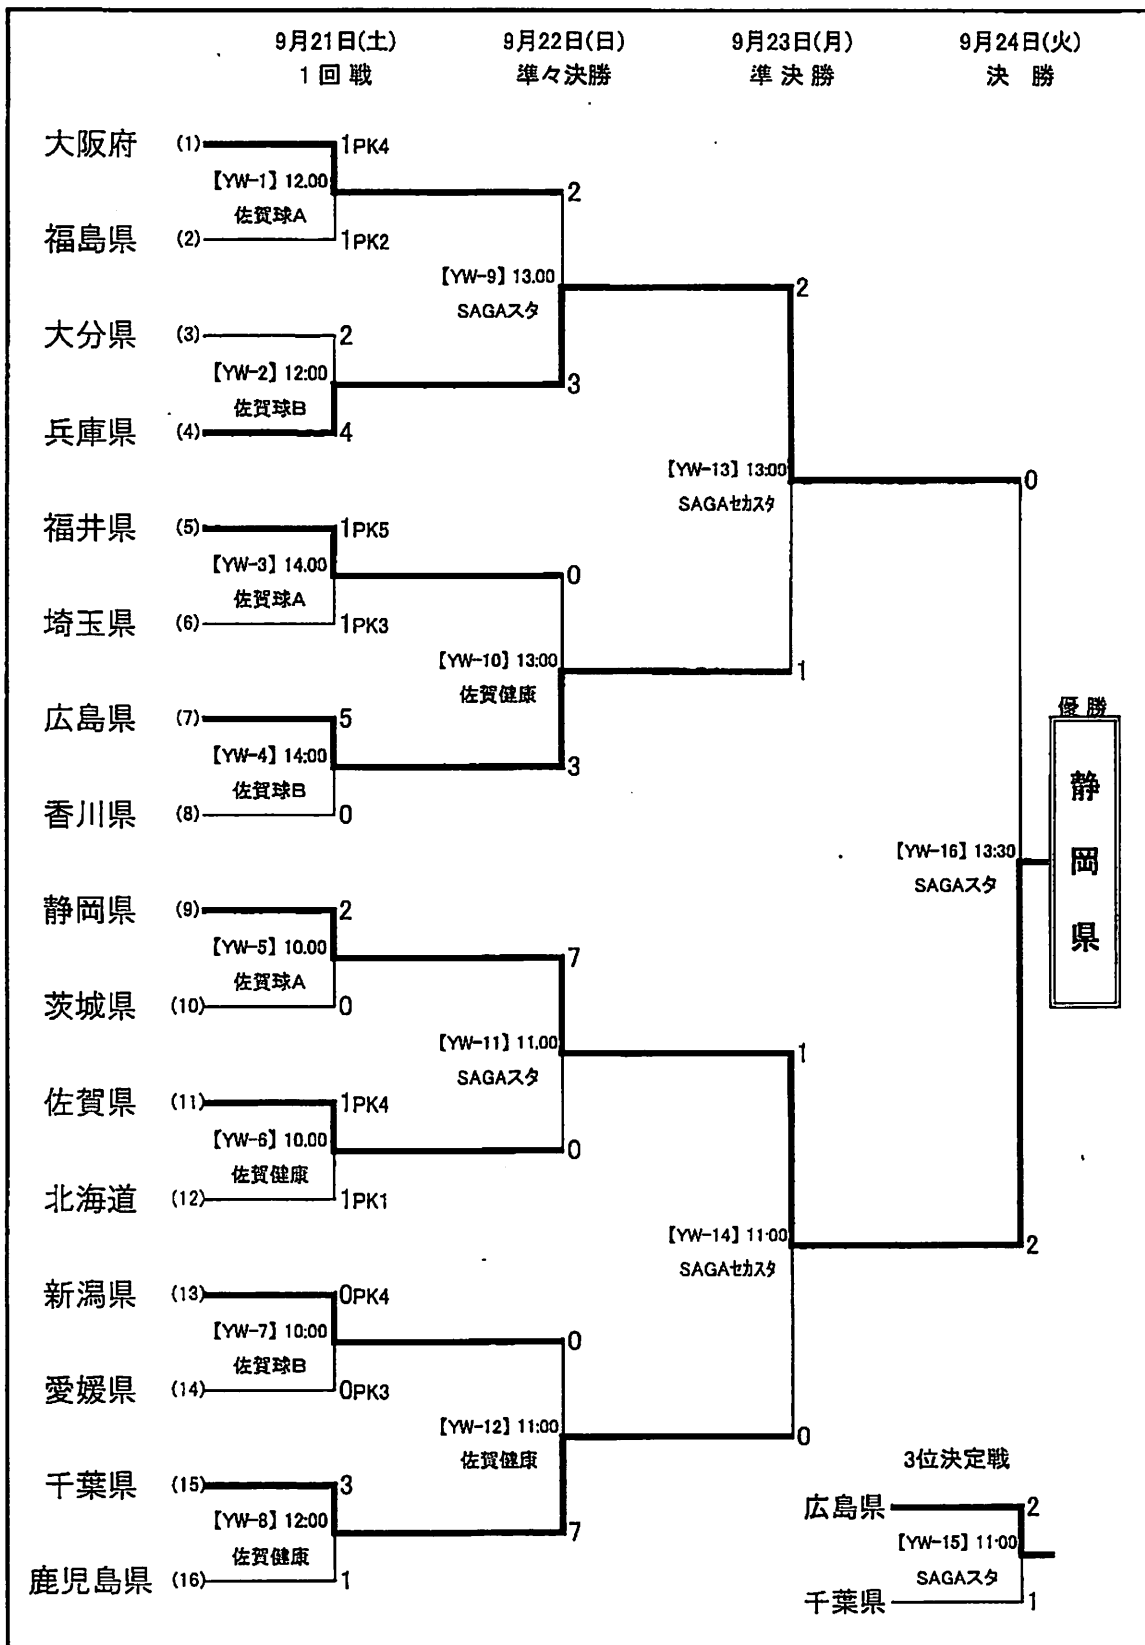 9月21日(土) 9月22日(日) 9月23日(月) 9月24日(火)
1回戦 準々決勝 準決勝 決勝
大阪府 (1) 1PK4
【YW-1】12.00
佐賀球A
2
福島県 (2) 1PK2
【YW-9】13.00
SAGAスタ
2
大分県 (3) 2
【YW-2】12:00
佐賀球B
3
兵庫県 (4) 4
【YW-13】13:00
SAGAセカスタ
0
福井県 (5) 1PK5
【YW-3】14.00
佐賀球A
0
埼玉県 (6) 1PK3
【YW-10】13:00
佐賀健康
1
広島県 (7) 5
【YW-4】14:00
佐賀球B
3
香川県 (8) 0
優勝
静岡県
【YW-16】13:30
SAGAスタ
静岡県 (9) 2
【YW-5】10.00
佐賀球A
7
茨城県 (10) 0
【YW-11】11.00
SAGAスタ
1
佐賀県 (11) 1PK4
【YW-6】10.00
佐賀健康
0
北海道 (12) 1PK1
【YW-14】11:00
SAGAセカスタ
2
新潟県 (13) 0PK4
【YW-7】10:00
佐賀球B
0
愛媛県 (14) 0PK3
【YW-12】11:00
佐賀健康
0
千葉県 (15) 3
【YW-8】12:00
佐賀健康
7
鹿児島県 (16) 1
3位決定戦
広島県 2
【YW-15】11:00
SAGAスタ
千葉県 1